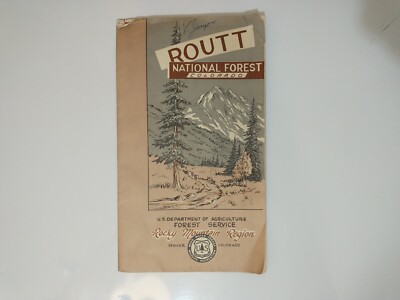 ROUTT
NATIONAL FOREST
COLORADO
U.S. DEPARTMENT OF AGRICULTURE
FOREST SERVICE
Rocky Mountain Region
DENVER, COLORADO